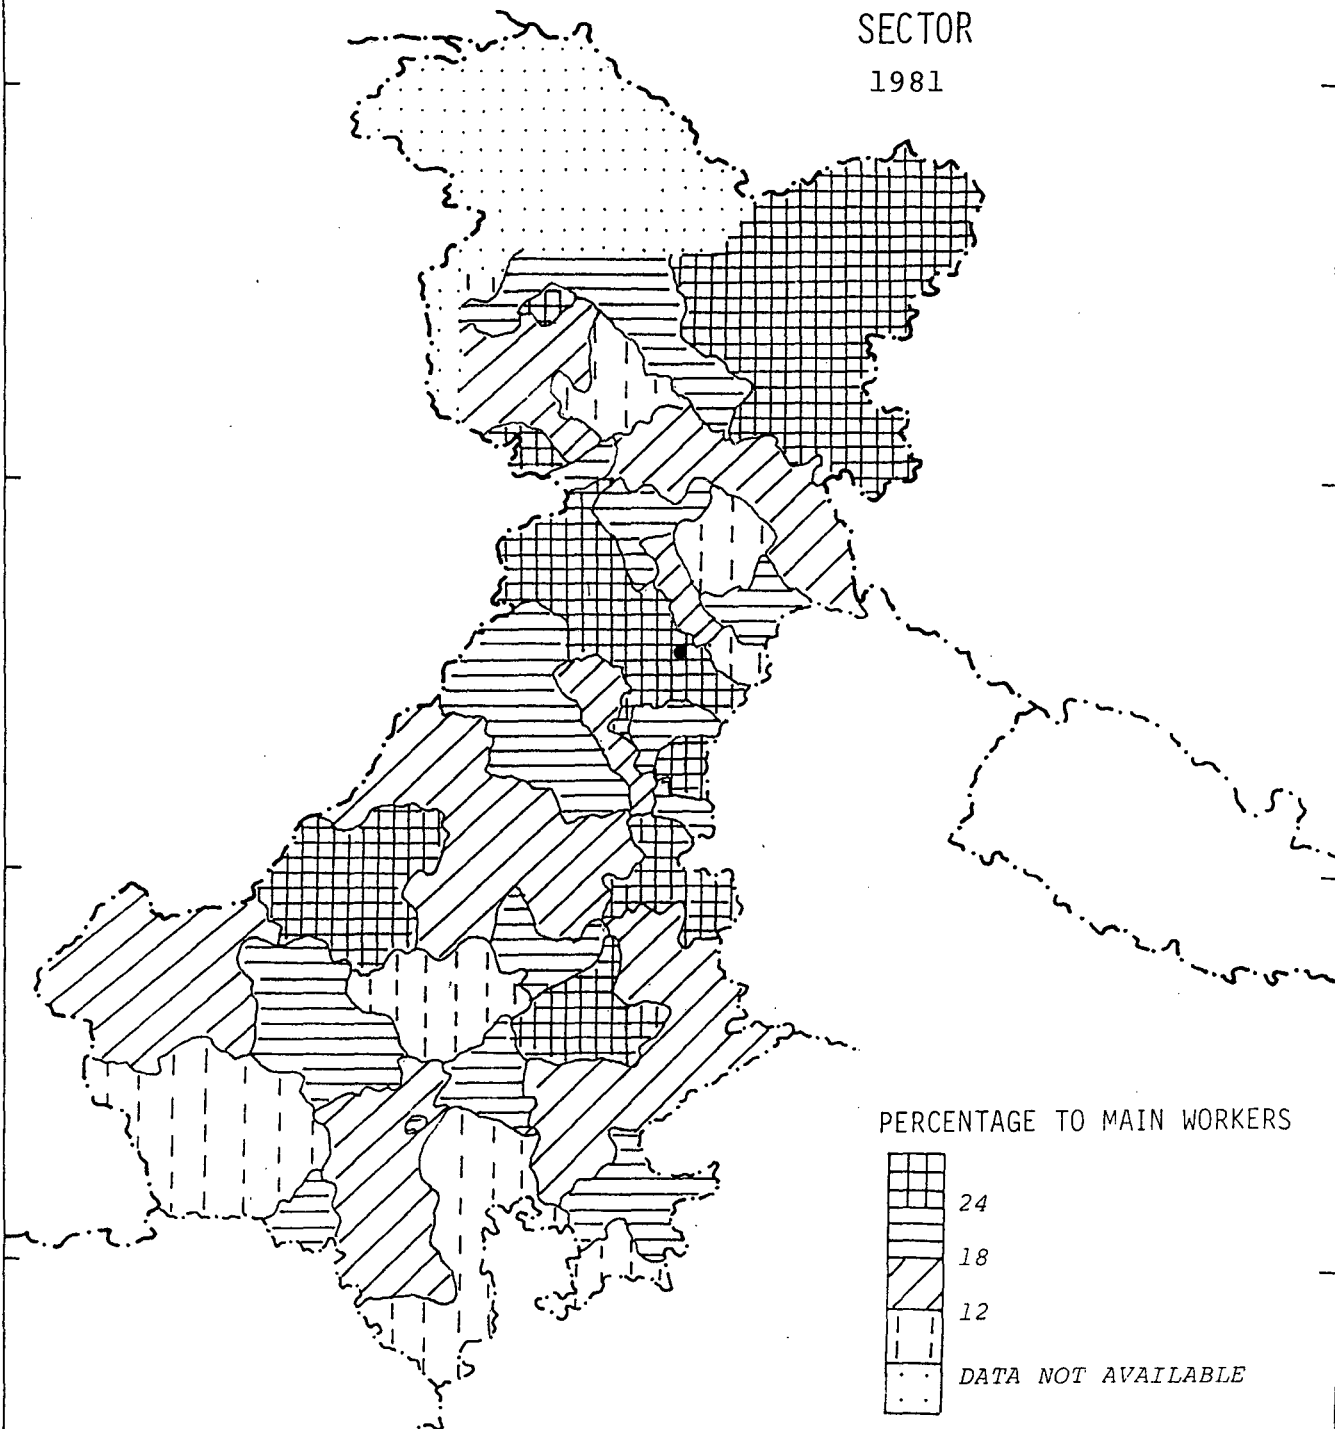 SECTOR
1981
PERCENTAGE TO MAIN WORKERS
24
18
12
DATA NOT AVAILABLE